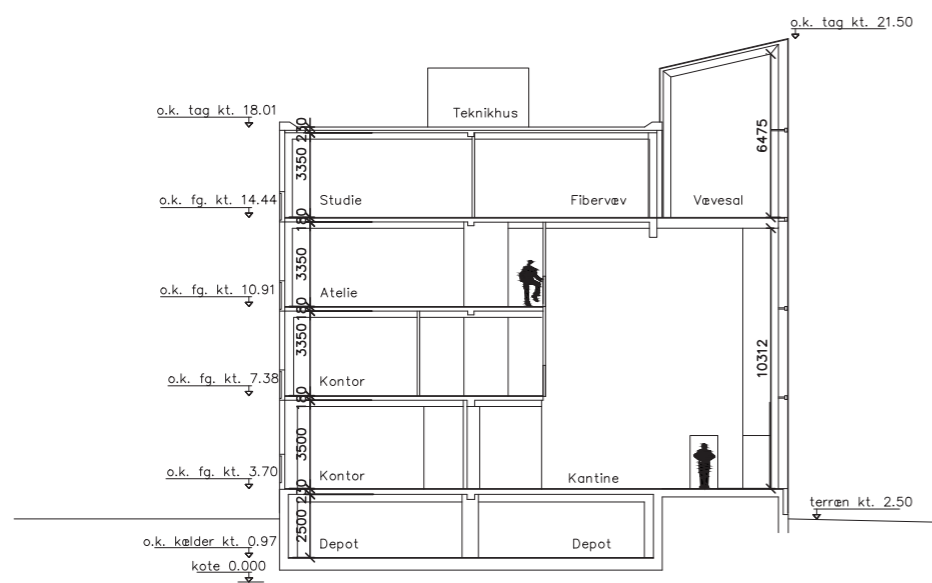 o.k. tag kt. 21.50
o.k. tag kt. 18.01
Teknikhus
230
6475
3350
o.k. fg. kt. 14.44
Studie
Fibervæv
Vævesal
180
3350
o.k. fg. kt. 10.91
Atelie
180
3350
10312
o.k. fg. kt. 7.38
Kontor
180
3500
o.k. fg. kt. 3.70
Kontor
Kantine
230
terræn kt. 2.50
2500
o.k. kælder kt. 0.97
Depot
Depot
kote 0.000